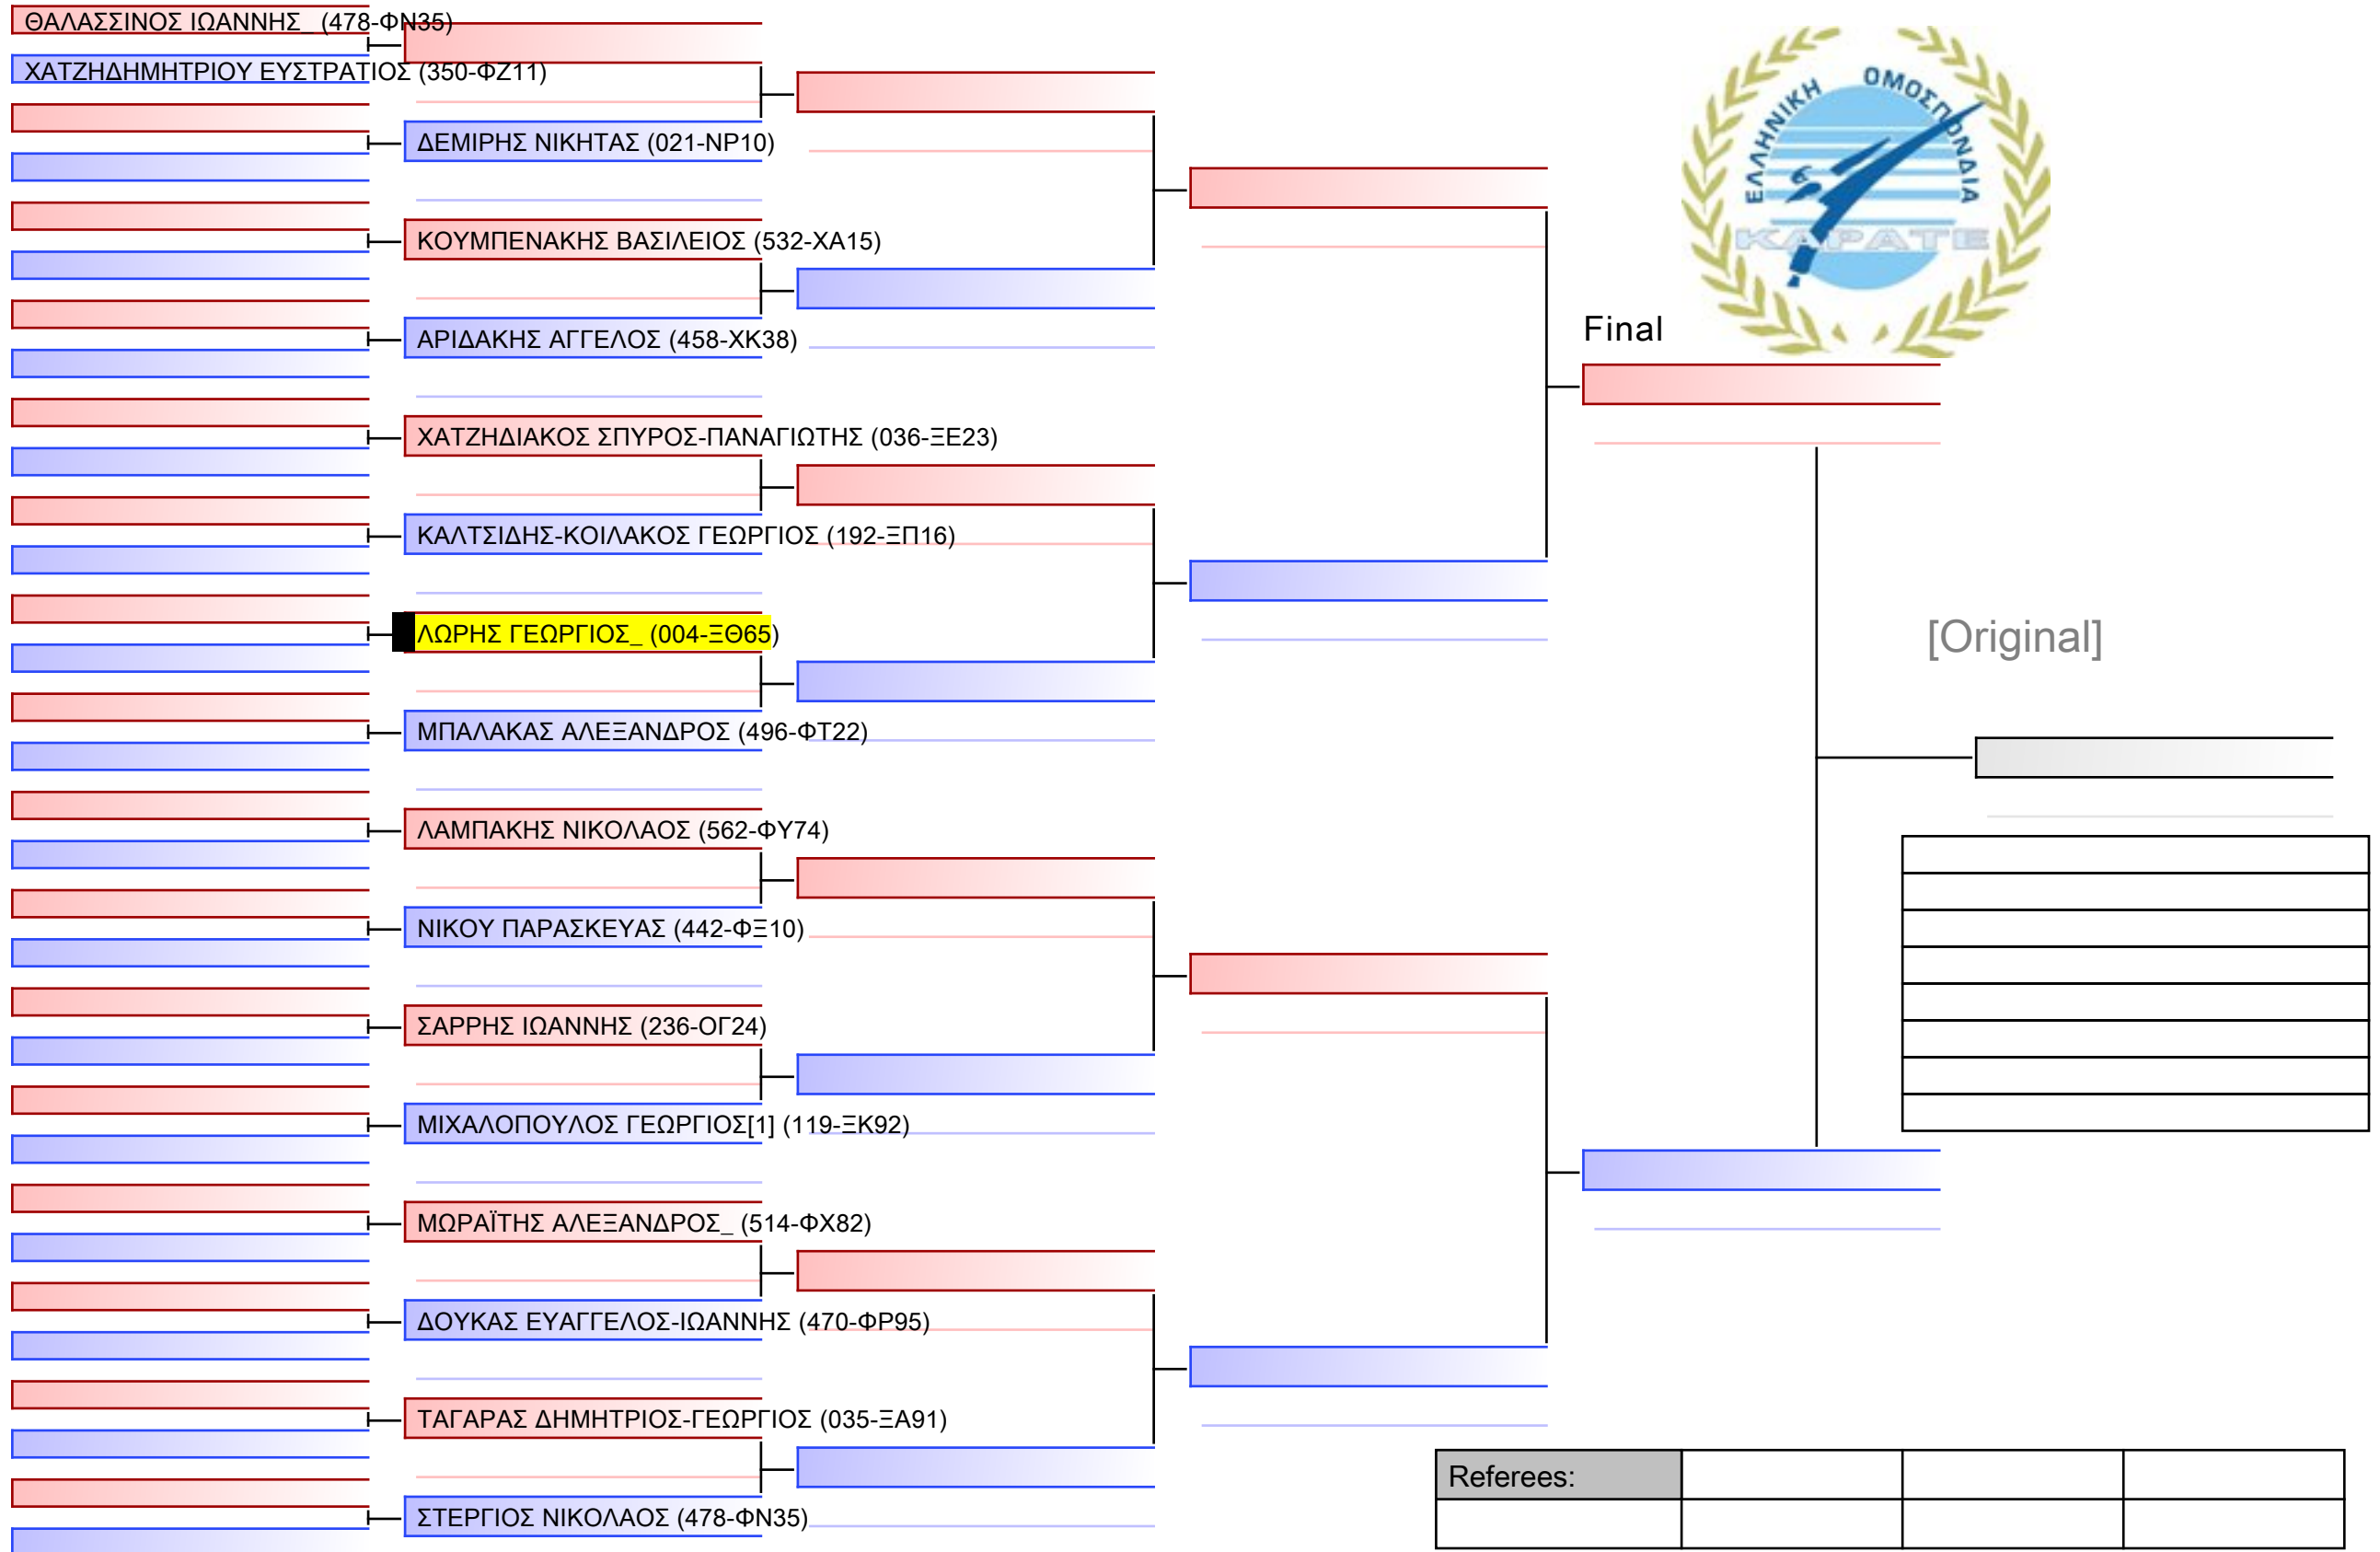 ΘΑΛΑΣΣΙΝΟΣ ΙΩΑΝΝΗΣ_ (478-ΦΝ35)
ΧΑΤΖΗΔΗΜΗΤΡΙΟΥ ΕΥΣΤΡΑΤΙΟΣ (350-ΦΖ11)
ΔΕΜΙΡΗΣ ΝΙΚΗΤΑΣ (021-ΝΡ10)
ΚΟΥΜΠΕΝΑΚΗΣ ΒΑΣΙΛΕΙΟΣ (532-ΧΑ15)
ΑΡΙΔΑΚΗΣ ΑΓΓΕΛΟΣ (458-ΧΚ38)
ΧΑΤΖΗΔΙΑΚΟΣ ΣΠΥΡΟΣ-ΠΑΝΑΓΙΩΤΗΣ (036-ΞΕ23)
ΚΑΛΤΣΙΔΗΣ-ΚΟΙΛΑΚΟΣ ΓΕΩΡΓΙΟΣ (192-ΞΠ16)
ΛΩΡΗΣ ΓΕΩΡΓΙΟΣ_ (004-ΞΘ65)
ΜΠΑΛΑΚΑΣ ΑΛΕΞΑΝΔΡΟΣ (496-ΦΤ22)
ΛΑΜΠΑΚΗΣ ΝΙΚΟΛΑΟΣ (562-ΦΥ74)
ΝΙΚΟΥ ΠΑΡΑΣΚΕΥΑΣ (442-ΦΞ10)
ΣΑΡΡΗΣ ΙΩΑΝΝΗΣ (236-ΟΓ24)
ΜΙΧΑΛΟΠΟΥΛΟΣ ΓΕΩΡΓΙΟΣ[1] (119-ΞΚ92)
ΜΩΡΑΪΤΗΣ ΑΛΕΞΑΝΔΡΟΣ_ (514-ΦΧ82)
ΔΟΥΚΑΣ ΕΥΑΓΓΕΛΟΣ-ΙΩΑΝΝΗΣ (470-ΦΡ95)
ΤΑΓΑΡΑΣ ΔΗΜΗΤΡΙΟΣ-ΓΕΩΡΓΙΟΣ (035-ΞΑ91)
ΣΤΕΡΓΙΟΣ ΝΙΚΟΛΑΟΣ (478-ΦΝ35)
ΕΛΛΗΝΙΚΗ ΟΜΟΣΠΟΝΔΙΑ
ΚΑΡΑΤΕ
Final
[Original]
Referees: